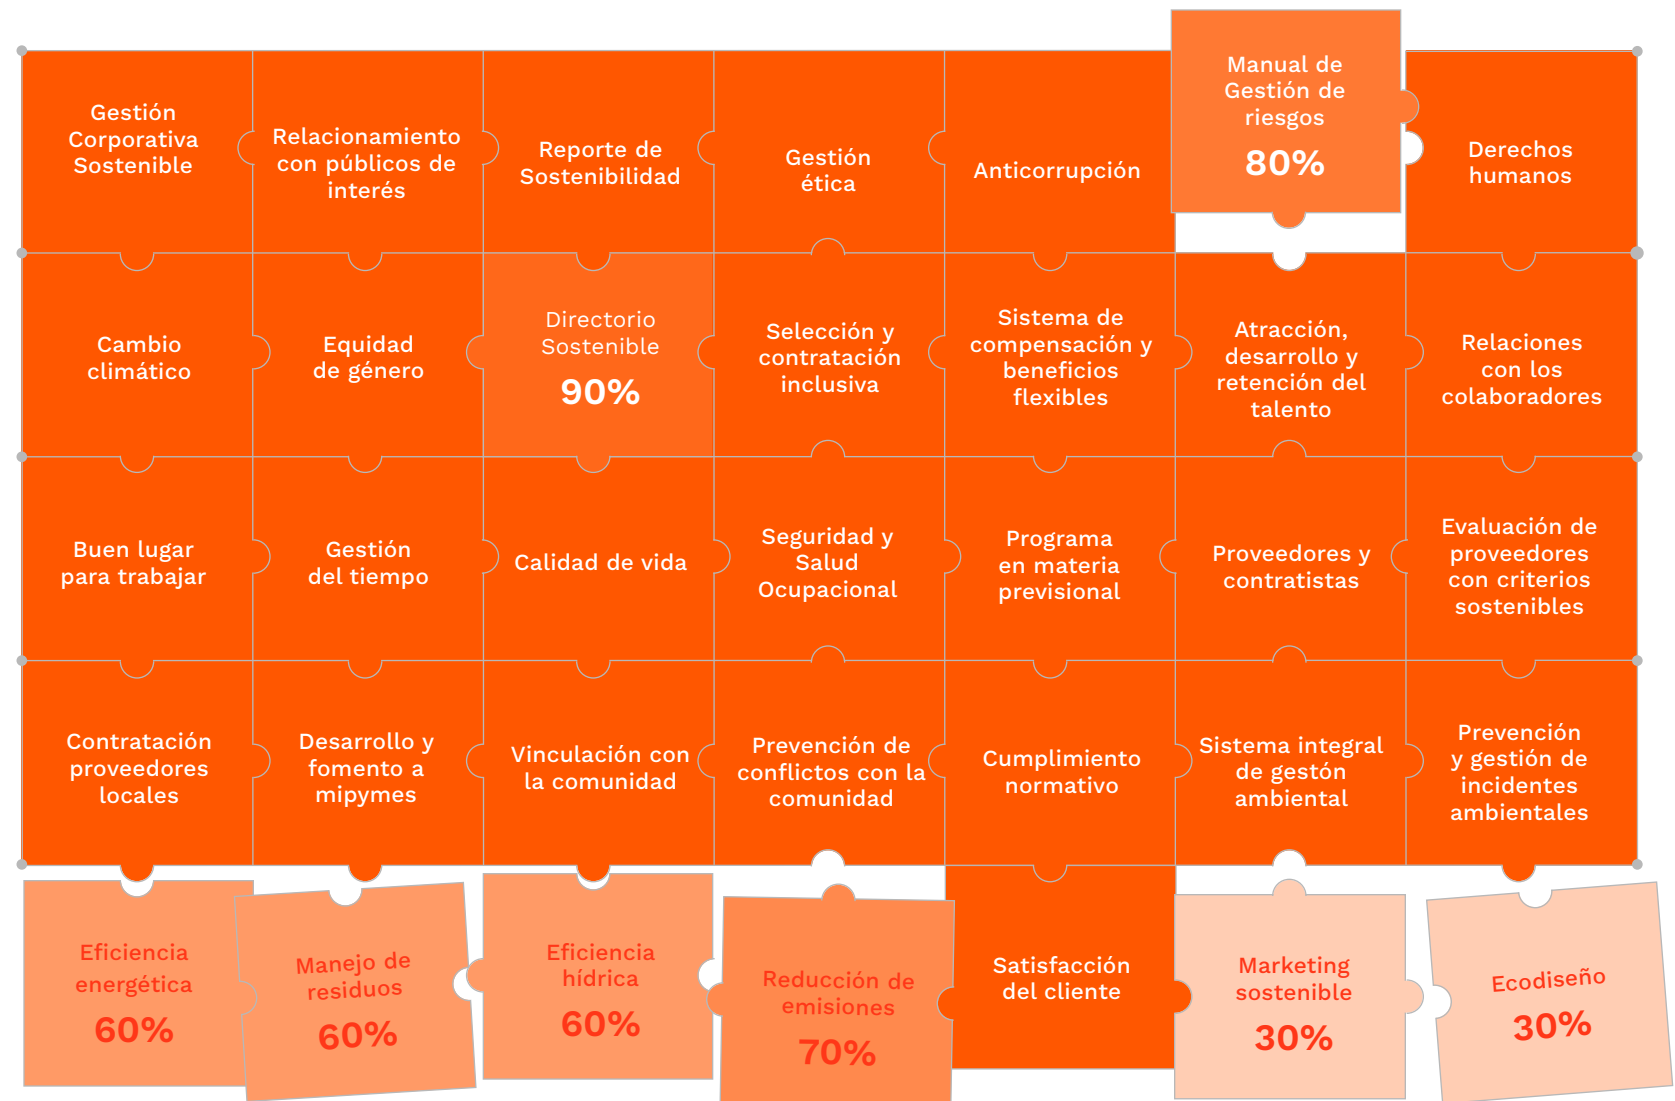 Gestión
Corporativa
Sostenible
Relacionamiento
con públicos de
interés
Reporte de
Sostenibilidad
Gestión
ética
Anticorrupción
Manual de
Gestión de
riesgos
80%
Derechos
humanos
Cambio
climático
Equidad
de género
Directorio
Sostenible
90%
Selección y
contratación
inclusiva
Sistema de
compensación y
beneficios
flexibles
Atracción,
desarrollo y
retención del
talento
Relaciones
con los
colaboradores
Buen lugar
para trabajar
Gestión
del tiempo
Calidad de vida
Seguridad y
Salud
Ocupacional
Programa
en materia
previsional
Proveedores y
contratistas
Evaluación de
proveedores
con criterios
sostenibles
Contratación
proveedores
locales
Desarrollo y
fomento a
mipymes
Vinculación con
la comunidad
Prevención de
conflictos con la
comunidad
Cumplimiento
normativo
Sistema integral
de gestón
ambiental
Prevención
y gestión de
incidentes
ambientales
Eficiencia
energética
60%
Manejo de
residuos
60%
Eficiencia
hídrica
60%
Reducción de
emisiones
70%
Satisfacción
del cliente
Marketing
sostenible
30%
Ecodiseño
30%